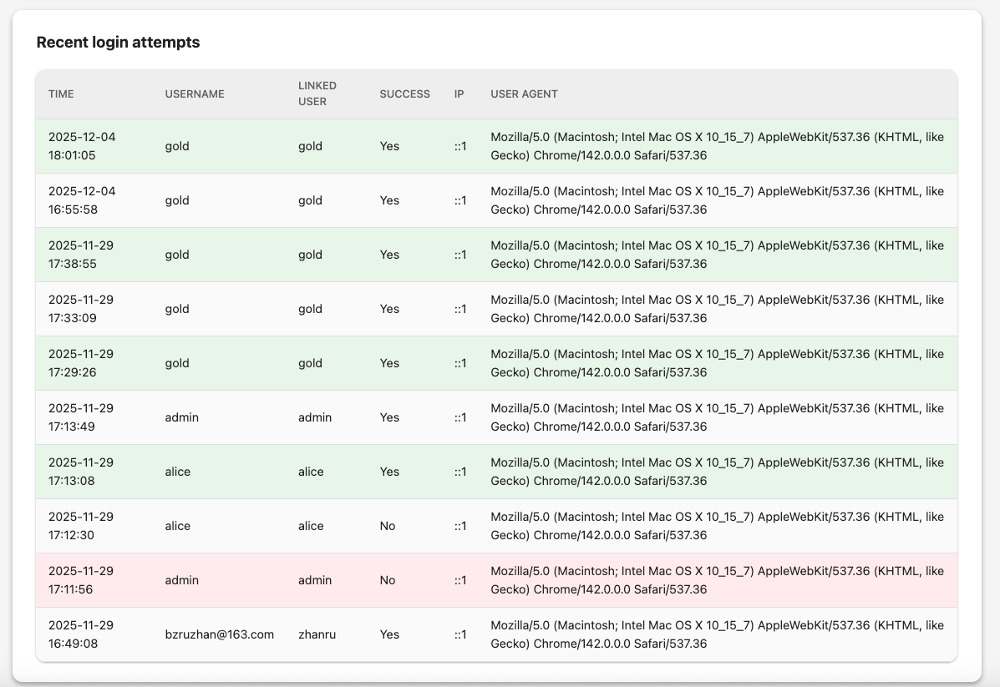 Recent login attempts
TIME USERNAME LINKED USER SUCCESS IP USER AGENT
2025-12-04 18:01:05 gold gold Yes ::1 Mozilla/5.0 (Macintosh; Intel Mac OS X 10_15_7) AppleWebKit/537.36 (KHTML, like Gecko) Chrome/142.0.0.0 Safari/537.36
2025-12-04 16:55:58 gold gold Yes ::1 Mozilla/5.0 (Macintosh; Intel Mac OS X 10_15_7) AppleWebKit/537.36 (KHTML, like Gecko) Chrome/142.0.0.0 Safari/537.36
2025-11-29 17:38:55 gold gold Yes ::1 Mozilla/5.0 (Macintosh; Intel Mac OS X 10_15_7) AppleWebKit/537.36 (KHTML, like Gecko) Chrome/142.0.0.0 Safari/537.36
2025-11-29 17:33:09 gold gold Yes ::1 Mozilla/5.0 (Macintosh; Intel Mac OS X 10_15_7) AppleWebKit/537.36 (KHTML, like Gecko) Chrome/142.0.0.0 Safari/537.36
2025-11-29 17:29:26 gold gold Yes ::1 Mozilla/5.0 (Macintosh; Intel Mac OS X 10_15_7) AppleWebKit/537.36 (KHTML, like Gecko) Chrome/142.0.0.0 Safari/537.36
2025-11-29 17:13:49 admin admin Yes ::1 Mozilla/5.0 (Macintosh; Intel Mac OS X 10_15_7) AppleWebKit/537.36 (KHTML, like Gecko) Chrome/142.0.0.0 Safari/537.36
2025-11-29 17:13:08 alice alice Yes ::1 Mozilla/5.0 (Macintosh; Intel Mac OS X 10_15_7) AppleWebKit/537.36 (KHTML, like Gecko) Chrome/142.0.0.0 Safari/537.36
2025-11-29 17:12:30 alice alice No ::1 Mozilla/5.0 (Macintosh; Intel Mac OS X 10_15_7) AppleWebKit/537.36 (KHTML, like Gecko) Chrome/142.0.0.0 Safari/537.36
2025-11-29 17:11:56 admin admin No ::1 Mozilla/5.0 (Macintosh; Intel Mac OS X 10_15_7) AppleWebKit/537.36 (KHTML, like Gecko) Chrome/142.0.0.0 Safari/537.36
2025-11-29 16:49:08 bzruzhan@163.com zhanru Yes ::1 Mozilla/5.0 (Macintosh; Intel Mac OS X 10_15_7) AppleWebKit/537.36 (KHTML, like Gecko) Chrome/142.0.0.0 Safari/537.36